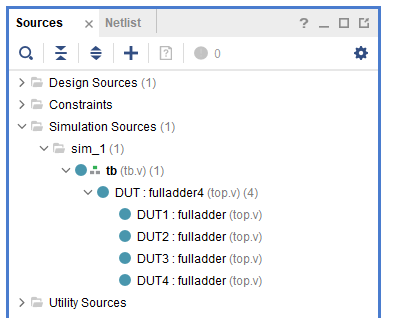 Sources × Netlist ? _ □
0
Design Sources (1)
Constraints
Simulation Sources (1)
sim_1 (1)
tb (tb.v) (1)
DUT : fulladder4 (top.v) (4)
DUT1 : fulladder (top.v)
DUT2 : fulladder (top.v)
DUT3 : fulladder (top.v)
DUT4 : fulladder (top.v)
Utility Sources